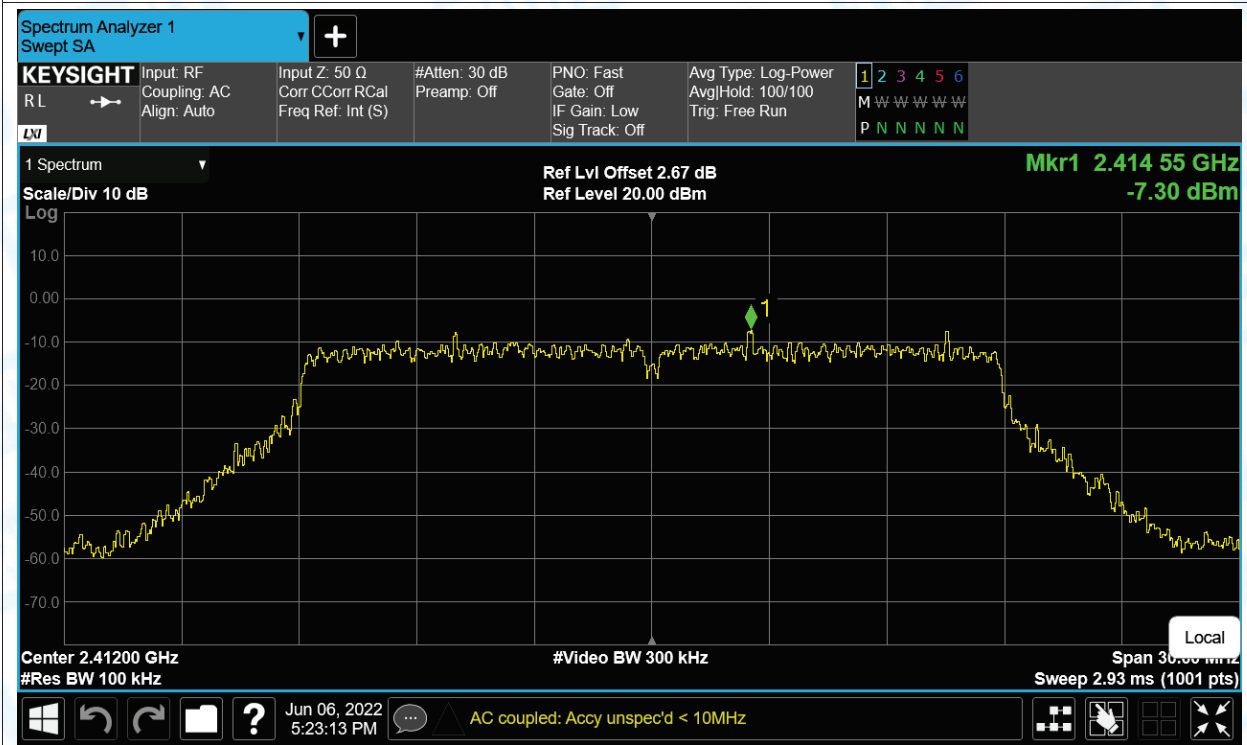 Spectrum Analyzer 1
Swept SA
KEYSIGHT
R L
LXI
Input: RF
Coupling: AC
Align: Auto
Input Z: 50 Ω
Corr CCorr RCal
Freq Ref: Int (S)
#Atten: 30 dB
Preamp: Off
PNO: Fast
Gate: Off
IF Gain: Low
Sig Track: Off
Avg Type: Log-Power
Avg|Hold: 100/100
Trig: Free Run
1 2 3 4 5 6
M W W W W W
P N N N N N
1 Spectrum
Scale/Div 10 dB
Log
Ref Lvl Offset 2.67 dB
Ref Level 20.00 dBm
Mkr1 2.414 55 GHz
-7.30 dBm
10.0
0.00
-10.0
-20.0
-30.0
-40.0
-50.0
-60.0
-70.0
1
Local
Center 2.41200 GHz
#Video BW 300 kHz
Span 30.00 MHz
#Res BW 100 kHz
Sweep 2.93 ms (1001 pts)
?
Jun 06, 2022
5:23:13 PM
AC coupled: Accy unspec'd < 10MHz